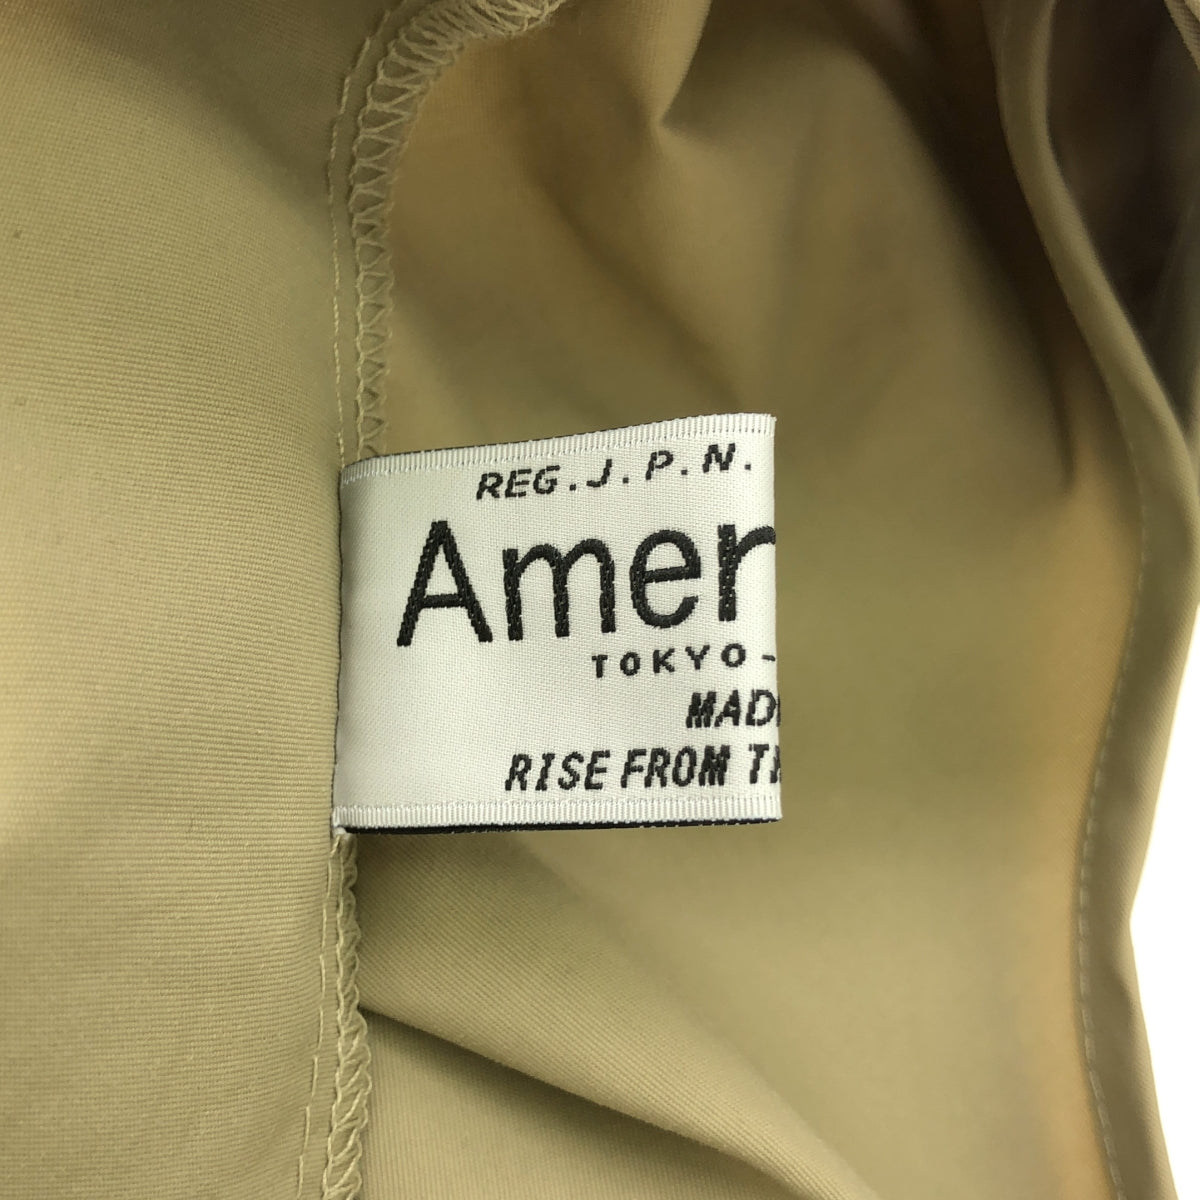 REG.J.P.N.
Amer
TOKYO-
MAD
RISE FROM